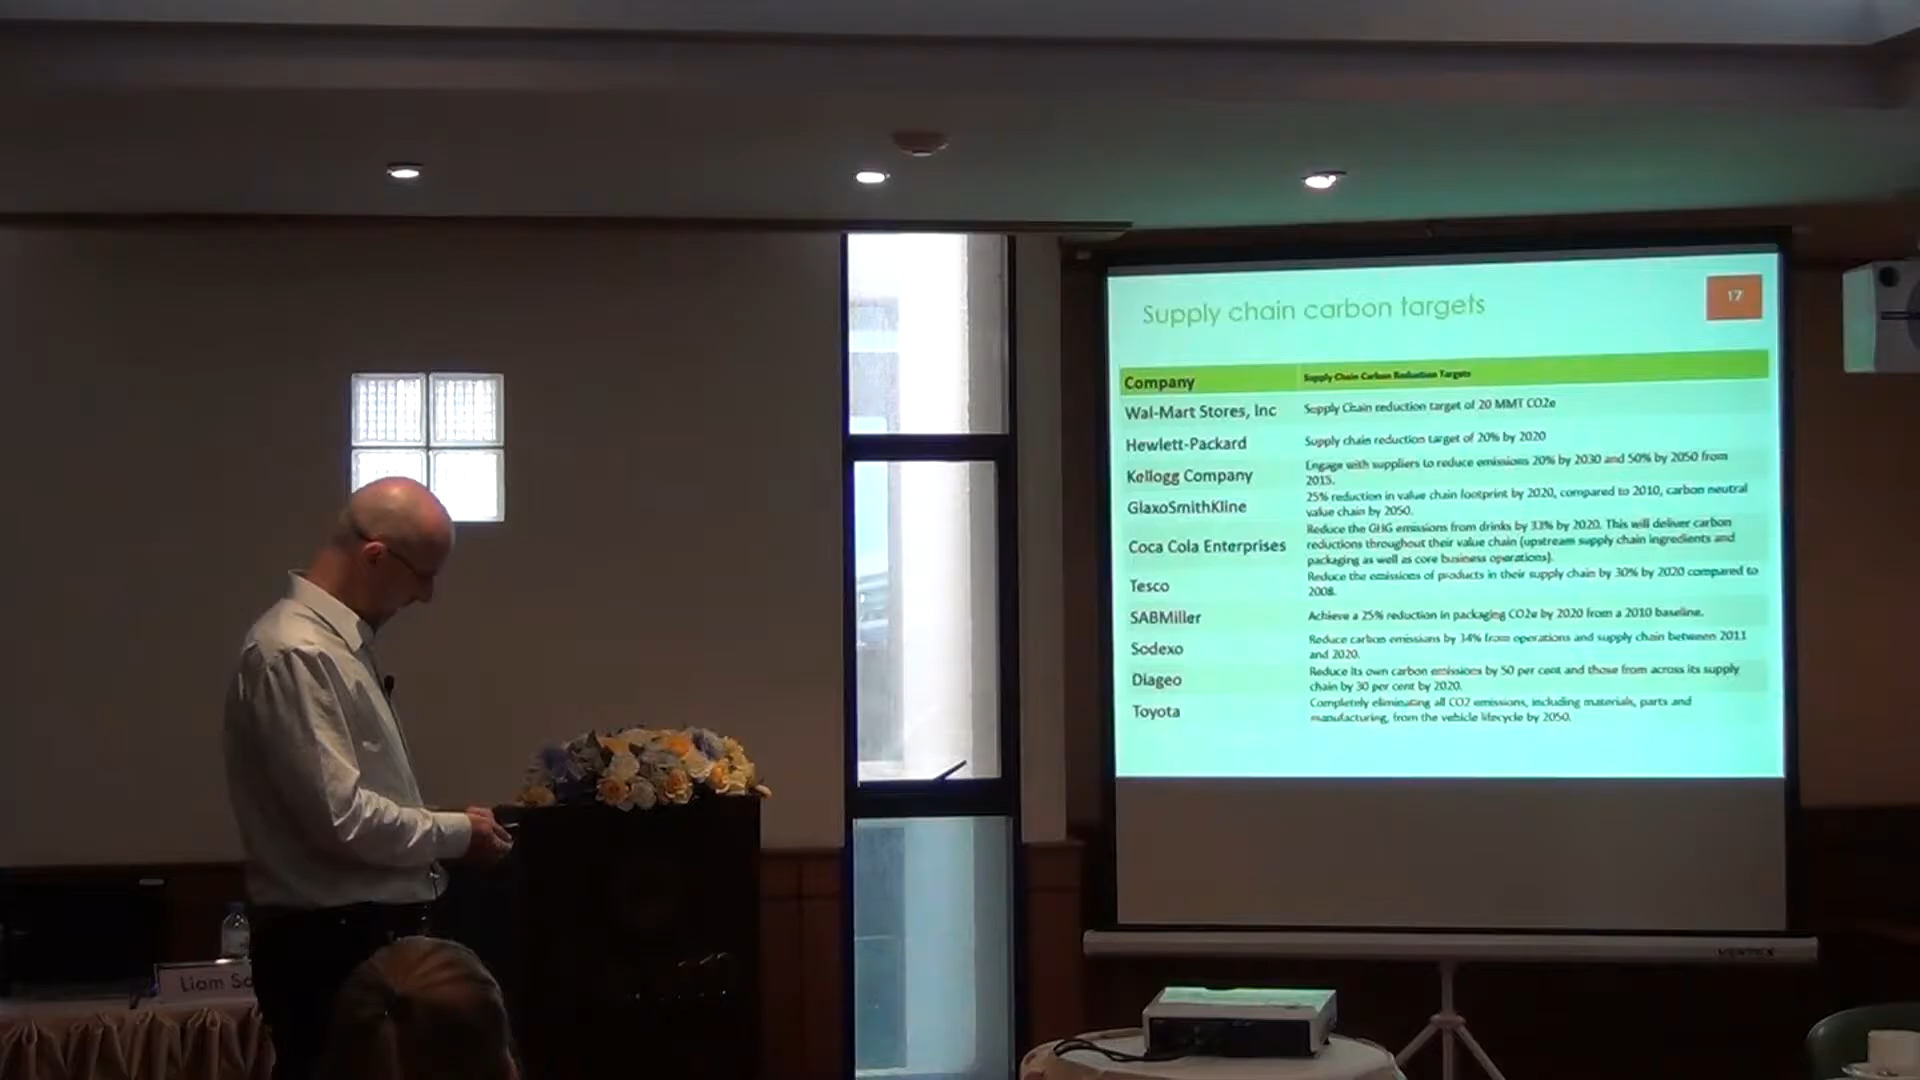 Supply chain carbon targets
17
Company
Supply Chain Carbon Reduction Targets
Wal-Mart Stores, Inc
Supply Chain reduction target of 20 MMT CO2e
Hewlett-Packard
Supply chain reduction target of 20% by 2020
Kellogg Company
Engage with suppliers to reduce emissions 20% by 2030 and 50% by 2050 from
2015.
GlaxoSmithKline
25% reduction in value chain footprint by 2020, compared to 2010, carbon neutral
value chain by 2050.
Coca Cola Enterprises
Reduce the GHG emissions from drinks by 33% by 2020. This will deliver carbon
reductions throughout their value chain (upstream supply chain ingredients and
packaging as well as core business operations).
Tesco
Reduce the emissions of products in their supply chain by 30% by 2020 compared to
2008.
SABMiller
Achieve a 25% reduction in packaging CO2e by 2020 from a 2010 baseline.
Sodexo
Reduce carbon emissions by 34% from operations and supply chain between 2011
and 2020.
Diageo
Reduce its own carbon emissions by 50 per cent and those from across its supply
chain by 30 per cent by 2020.
Toyota
Completely eliminating all CO2 emissions, including materials, parts and
manufacturing, from the vehicle lifecycle by 2050.
VERTEX
Liam